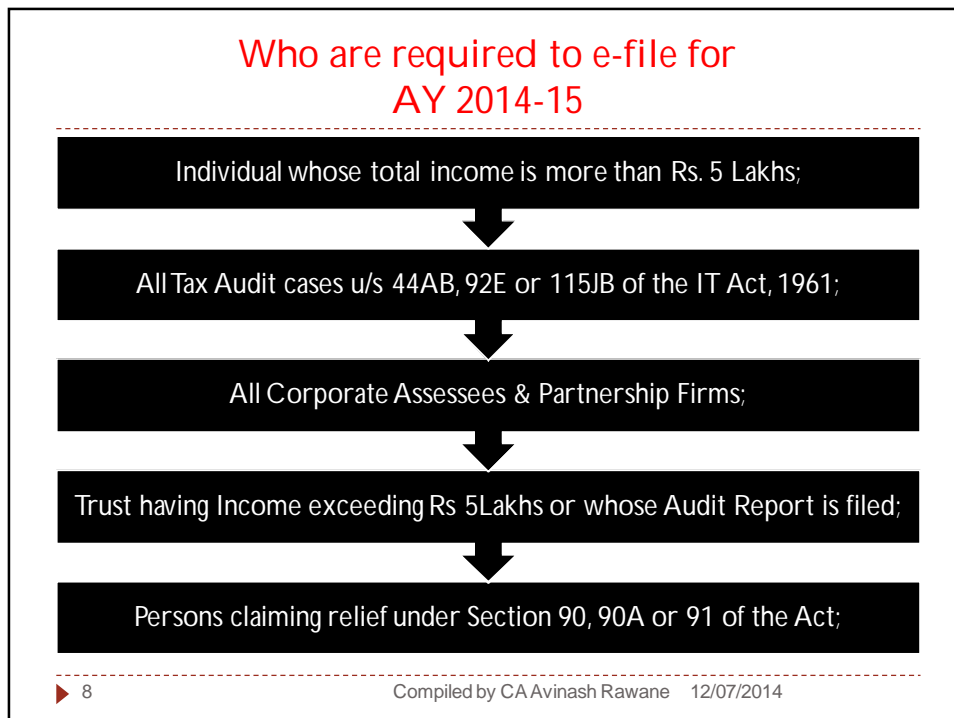 Who are required to e-file for
AY 2014-15
Individual whose total income is more than Rs. 5 Lakhs;
All Tax Audit cases u/s 44AB, 92E or 115JB of the IT Act, 1961;
All Corporate Assessees & Partnership Firms;
Trust having Income exceeding Rs 5Lakhs or whose Audit Report is filed;
Persons claiming relief under Section 90, 90A or 91 of the Act;
8 Compiled by CA Avinash Rawane 12/07/2014